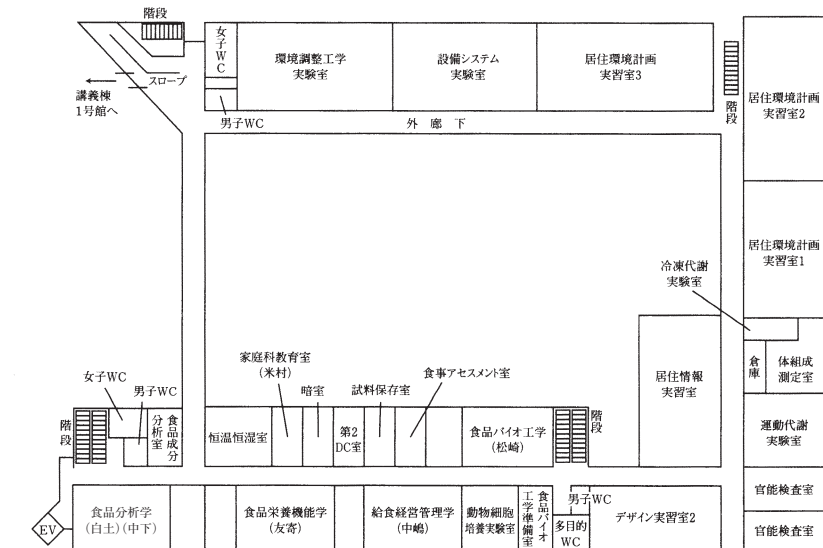 階段
スロープ
講義棟
1号館へ
女子WC
男子WC
環境調整工学
実験室
設備システム
実験室
居住環境計画
実習室3
階段
居住環境計画
実習室2
外 廊 下
居住環境計画
実習室1
冷凍代謝
実験室
倉庫
体組成
測定室
居住情報
実習室
運動代謝
実験室
官能検査室
官能検査室
女子WC
男子WC
階段
食品成分
分析室
家庭科教育室
(米村)
暗室
試料保存室
食事アセスメント室
恒温恒湿室
第2
DC室
食品バイオ工学
(松崎)
階段
EV
食品分析学
(白土)(中下)
食品栄養機能学
(友寄)
給食経営管理学
(中嶋)
動物細胞
培養実験室
食品バイオ
工学準備室
男子WC
多目的
WC
デザイン実習室2